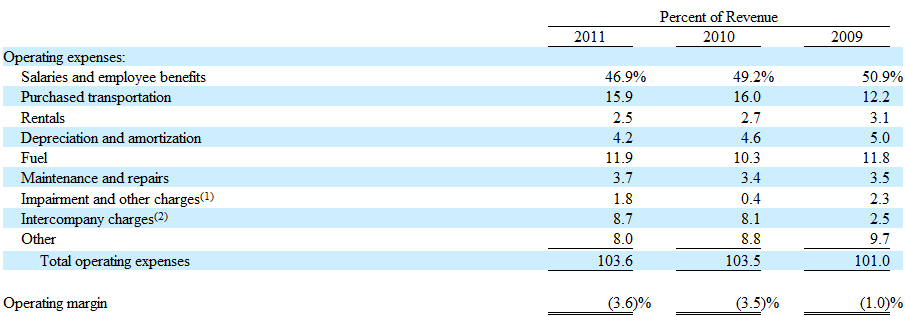 Percent of Revenue
2011 2010 2009
Operating expenses:
Salaries and employee benefits 46.9% 49.2% 50.9%
Purchased transportation 15.9 16.0 12.2
Rentals 2.5 2.7 3.1
Depreciation and amortization 4.2 4.6 5.0
Fuel 11.9 10.3 11.8
Maintenance and repairs 3.7 3.4 3.5
Impairment and other charges(1) 1.8 0.4 2.3
Intercompany charges(2) 8.7 8.1 2.5
Other 8.0 8.8 9.7
Total operating expenses 103.6 103.5 101.0
Operating margin (3.6)% (3.5)% (1.0)%